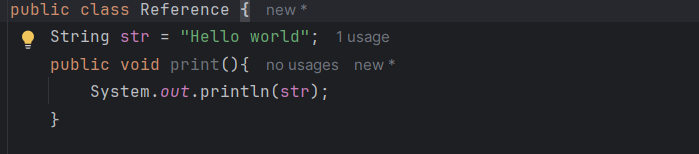 public class Reference { new *
String str = "Hello world"; 1 usage
public void print(){ no usages new *
System.out.println(str);
}